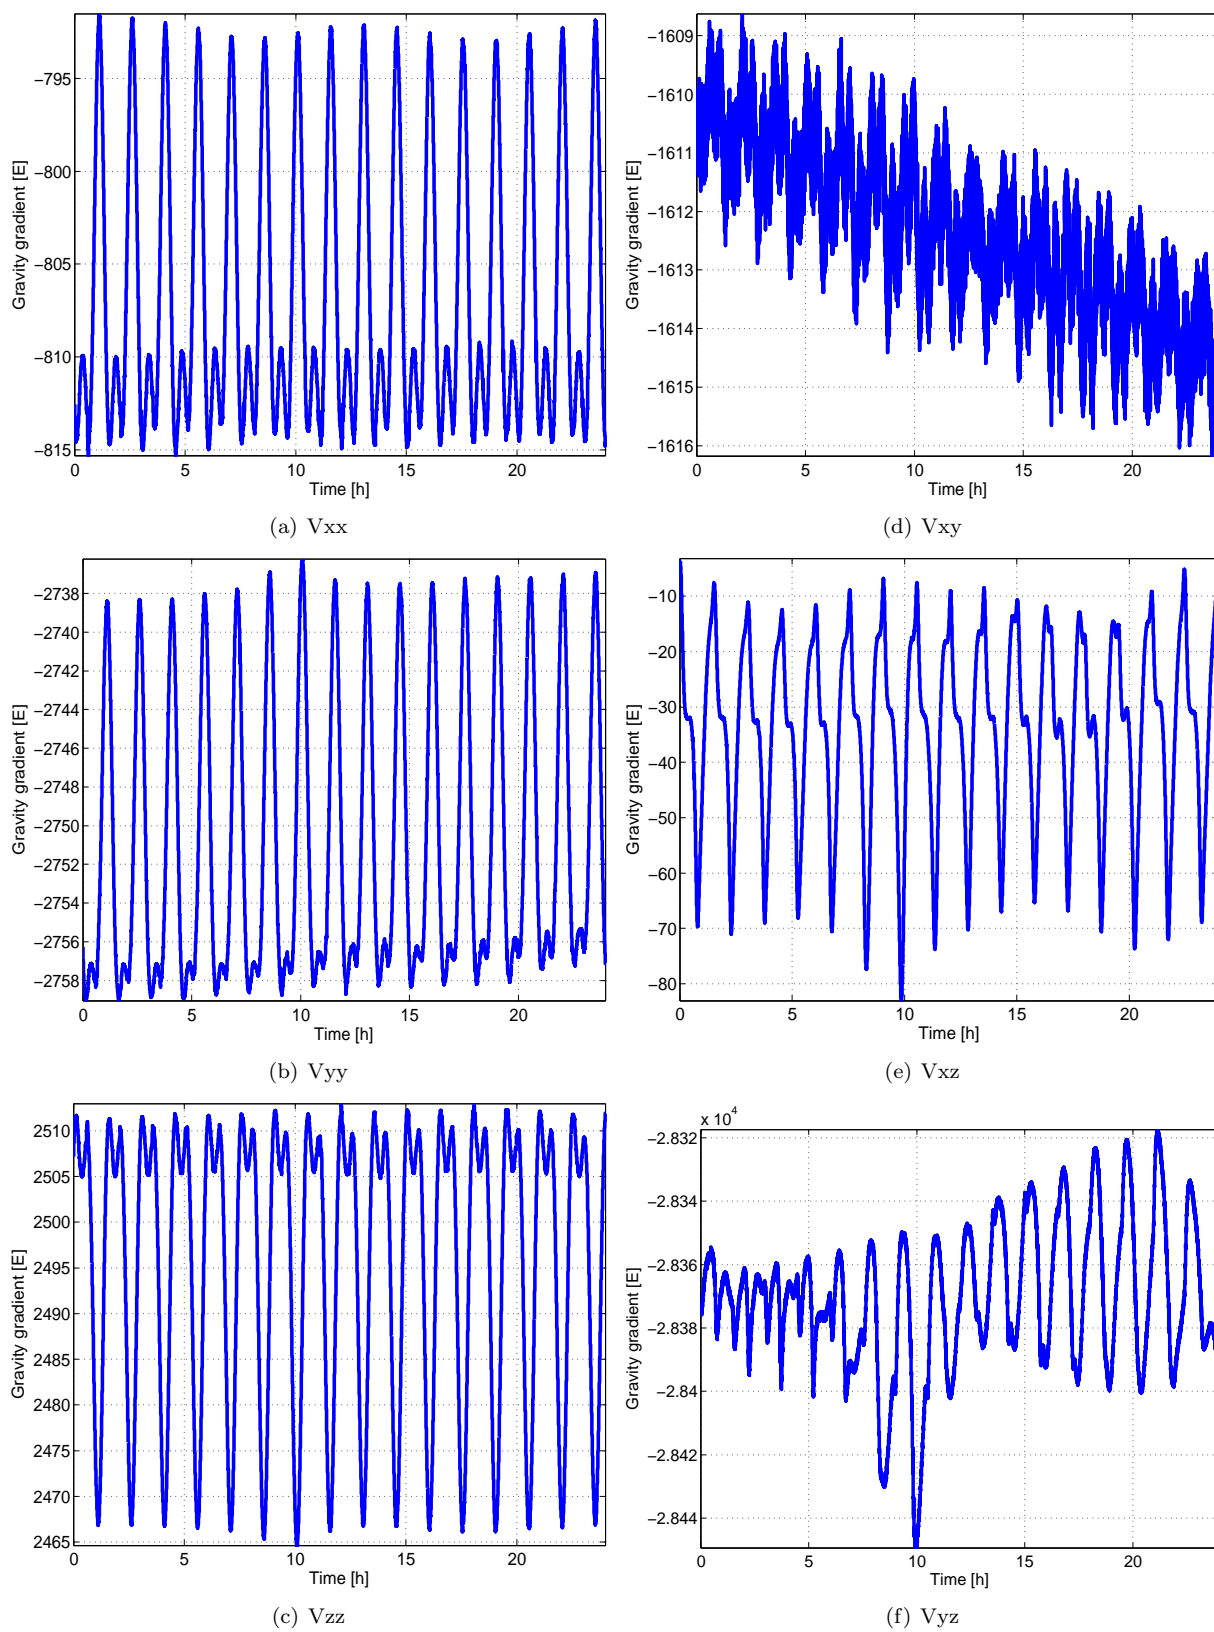 −795
−800
−805
−810
−815
Gravity gradient [E]
0 5 10 15 20
Time [h]
(a) Vxx
−1609
−1610
−1611
−1612
−1613
−1614
−1615
−1616
Gravity gradient [E]
0 5 10 15 20
Time [h]
(d) Vxy
−2738
−2740
−2742
−2744
−2746
−2748
−2750
−2752
−2754
−2756
−2758
Gravity gradient [E]
0 5 10 15 20
Time [h]
(b) Vyy
−10
−20
−30
−40
−50
−60
−70
−80
Gravity gradient [E]
0 5 10 15 20
Time [h]
(e) Vxz
2510
2505
2500
2495
2490
2485
2480
2475
2470
2465
Gravity gradient [E]
0 5 10 15 20
Time [h]
(c) Vzz
x 10⁴
−2.832
−2.834
−2.836
−2.838
−2.84
−2.842
−2.844
Gravity gradient [E]
0 5 10 15 20
Time [h]
(f) Vyz